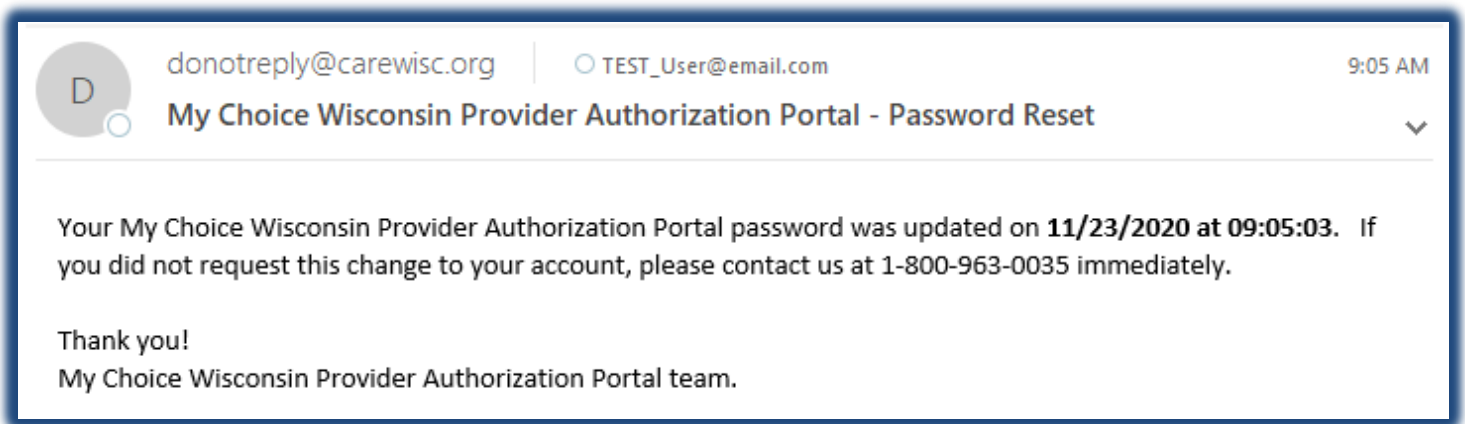 D
donotreply@carewisc.org TEST_User@email.com 9:05 AM
My Choice Wisconsin Provider Authorization Portal - Password Reset
Your My Choice Wisconsin Provider Authorization Portal password was updated on 11/23/2020 at 09:05:03. If
you did not request this change to your account, please contact us at 1-800-963-0035 immediately.
Thank you!
My Choice Wisconsin Provider Authorization Portal team.